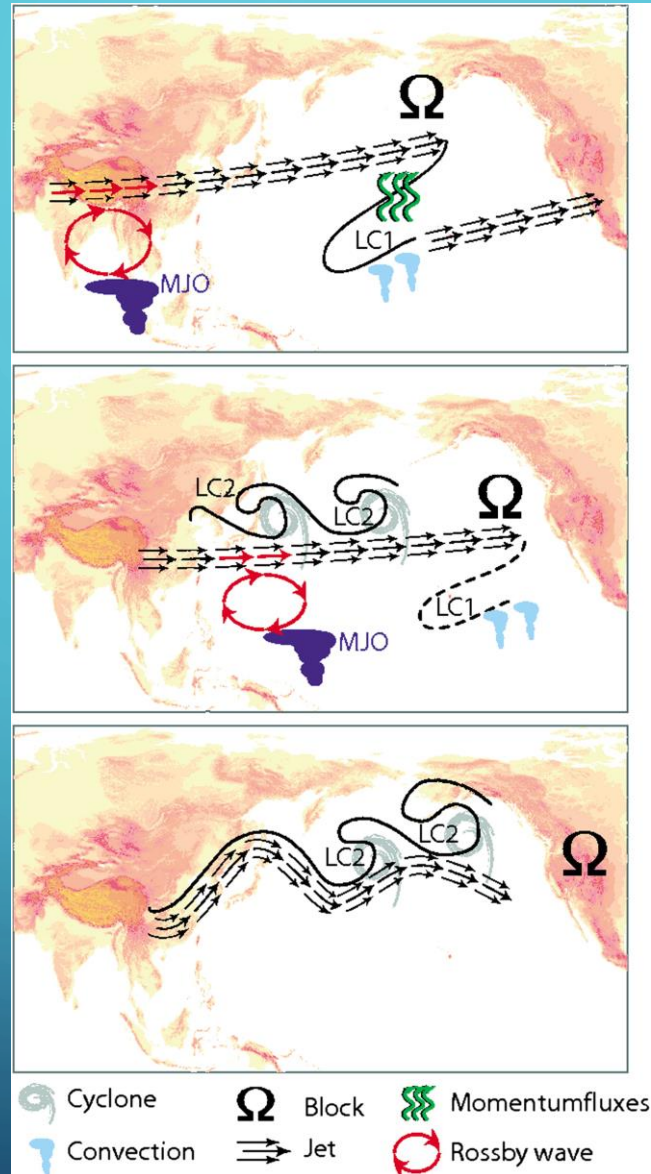 Ω
LC1
MJO
LC2
LC2
Ω
LC1
MJO
LC2
LC2
Ω
Cyclone Ω Block Momentumfluxes
Convection Jet Rossby wave